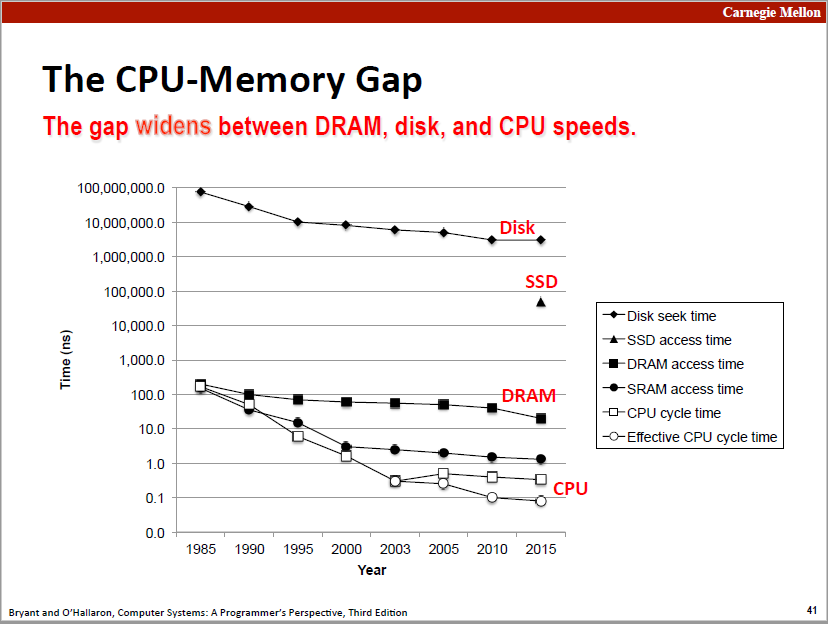 Carnegie Mellon
The CPU-Memory Gap
The gap widens between DRAM, disk, and CPU speeds.
100,000,000.0
10,000,000.0
1,000,000.0
100,000.0
10,000.0
1,000.0
100.0
10.0
1.0
0.1
0.0
Time (ns)
Disk
SSD
DRAM
CPU
1985 1990 1995 2000 2003 2005 2010 2015
Year
Disk seek time
SSD access time
DRAM access time
SRAM access time
CPU cycle time
Effective CPU cycle time
Bryant and O’Hallaron, Computer Systems: A Programmer’s Perspective, Third Edition
41